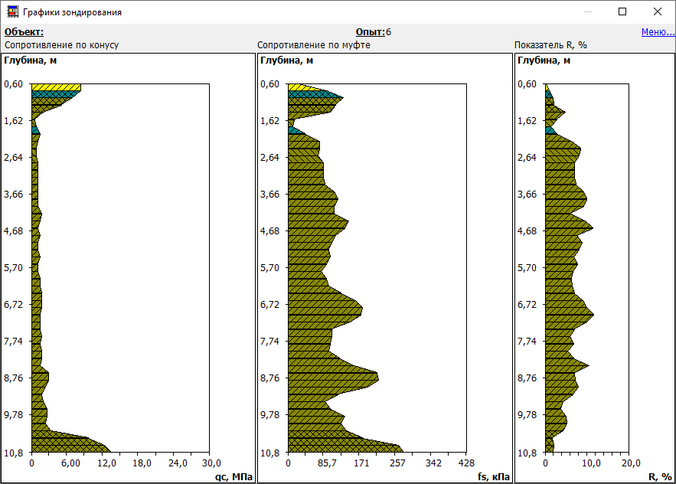 Графики зондирования
Объект: Опыт:6 Меню...
Сопротивление по конусу Сопротивление по муфте Показатель R, %
Глубина, м Глубина, м Глубина, м
0,60 0,60 0,60
1,62 1,62 1,62
2,64 2,64 2,64
3,66 3,66 3,66
4,68 4,68 4,68
5,70 5,70 5,70
6,72 6,72 6,72
7,74 7,74 7,74
8,76 8,76 8,76
9,78 9,78 9,78
10,8 10,8 10,8
0 6,00 12,0 18,0 24,0 30,0 0 85,7 171 257 342 428 0 10,0 20,0
qc, МПа fs, кПа R, %